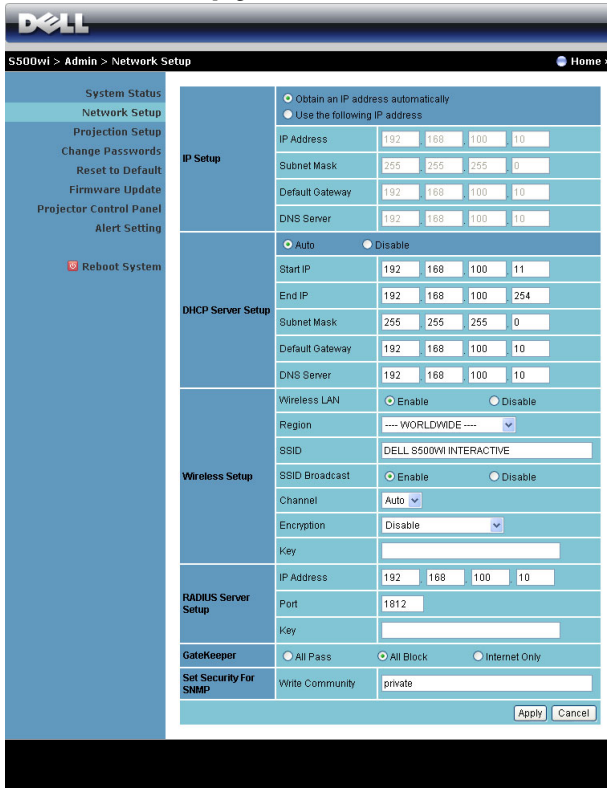 DELL
S500wi > Admin > Network Setup
Home
System Status
Network Setup
Projection Setup
Change Passwords
Reset to Default
Firmware Update
Projector Control Panel
Alert Setting
Reboot System
IP Setup
Obtain an IP address automatically
Use the following IP address
IP Address 192 . 168 . 100 . 10
Subnet Mask 255 . 255 . 255 . 0
Default Gateway 192 . 168 . 100 . 10
DNS Server 192 . 168 . 100 . 10
DHCP Server Setup
Auto Disable
Start IP 192 . 168 . 100 . 11
End IP 192 . 168 . 100 . 254
Subnet Mask 255 . 255 . 255 . 0
Default Gateway 192 . 168 . 100 . 10
DNS Server 192 . 168 . 100 . 10
Wireless Setup
Wireless LAN Enable Disable
Region ---- WORLDWIDE ----
SSID DELL S500WI INTERACTIVE
SSID Broadcast Enable Disable
Channel Auto
Encryption Disable
Key
RADIUS Server
Setup
IP Address 192 . 168 . 100 . 10
Port 1812
Key
GateKeeper All Pass All Block Internet Only
Set Security For
SNMP
Write Community private
Apply Cancel